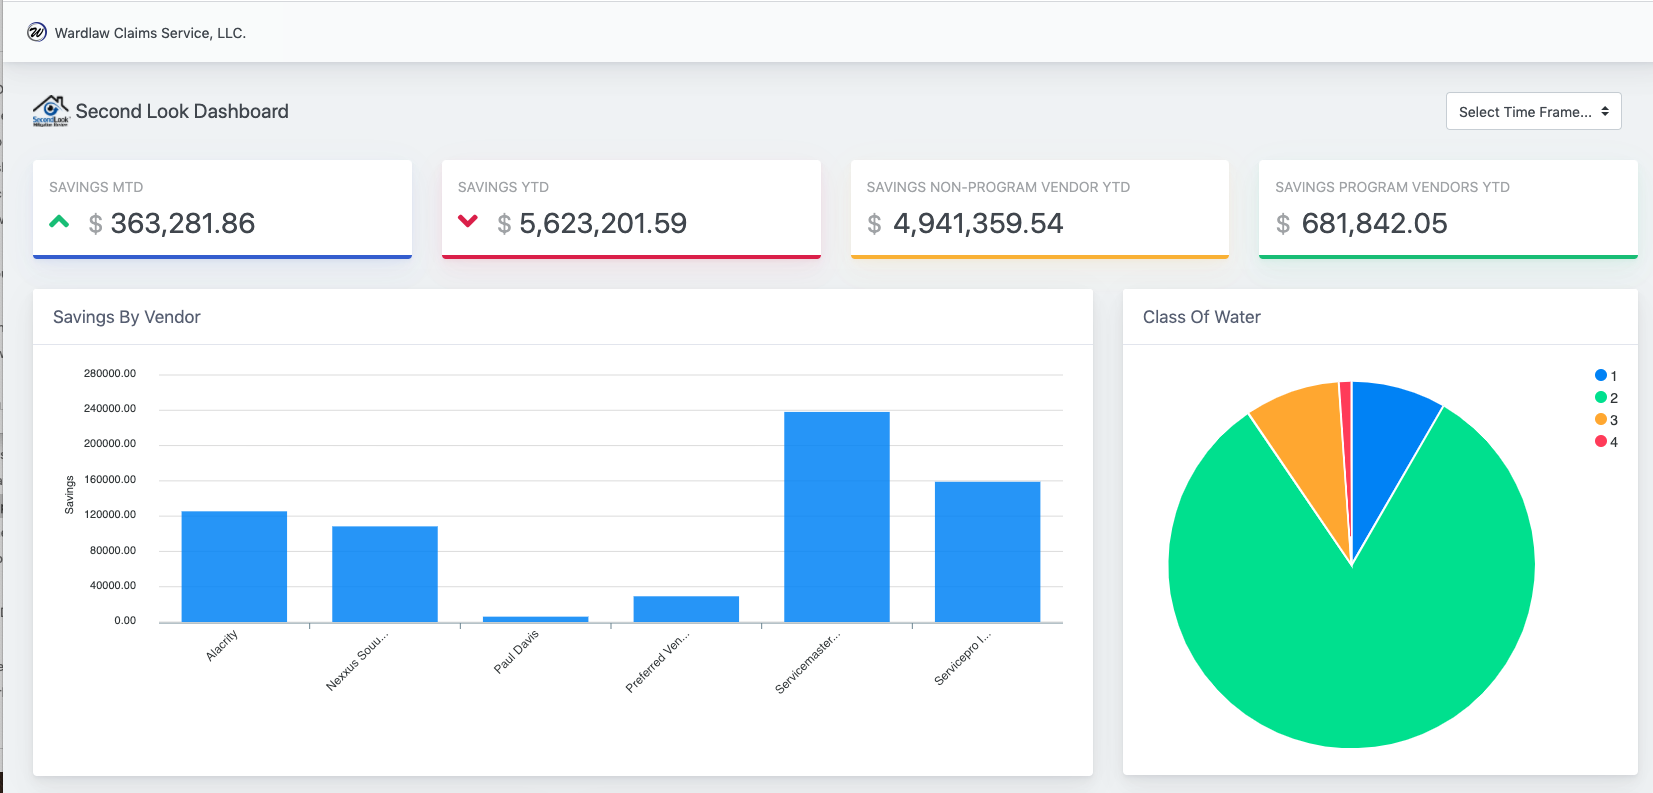 Wardlaw Claims Service, LLC.
SecondLook
Mitigation Review
Second Look Dashboard
Select Time Frame...
SAVINGS MTD
$ 363,281.86
SAVINGS YTD
$ 5,623,201.59
SAVINGS NON-PROGRAM VENDOR YTD
$ 4,941,359.54
SAVINGS PROGRAM VENDORS YTD
$ 681,842.05
Savings By Vendor
280000.00
240000.00
200000.00
160000.00
120000.00
80000.00
40000.00
0.00
Savings
Alacrity
Nexxus Souu...
Paul Davis
Preferred Ven...
Servicemaster...
Servicepro I...
Class Of Water
1
2
3
4